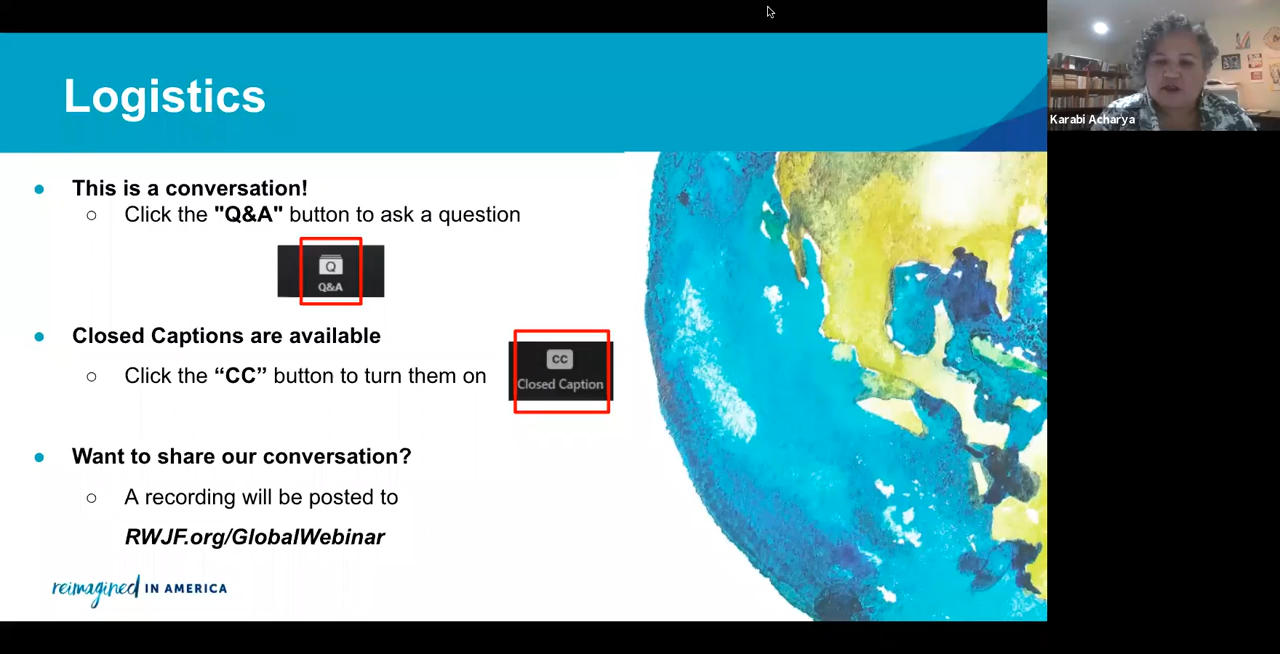 Logistics
Karabi Acharya
This is a conversation!
Click the "Q&A" button to ask a question
Q
Q&A
Closed Captions are available
Click the “CC” button to turn them on
CC
Closed Caption
Want to share our conversation?
A recording will be posted to
RWJF.org/GlobalWebinar
reimagined IN AMERICA